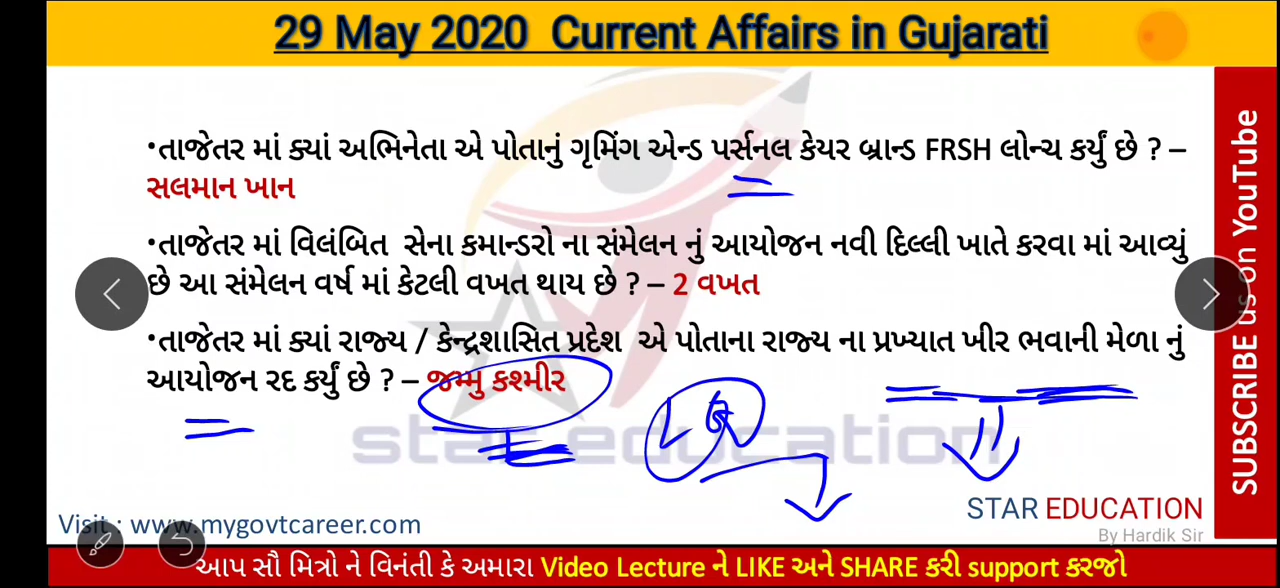 29 May 2020 Current Affairs in Gujarati
•તાજેતર માં ક્યાં અભિનેતા એ પોતાનું ગૃમિંગ એન્ડ પર્સનલ કેયર બ્રાન્ડ FRSH લોન્ચ કર્યું છે ? –
સલમાન ખાન
•તાજેતર માં વિલંબિત સેના કમાન્ડરો ના સંમેલન નું આયોજન નવી દિલ્લી ખાતે કરવા માં આવ્યું
છે આ સંમેલન વર્ષ માં કેટલી વખત થાય છે ? – 2 વખત
•તાજેતર માં ક્યાં રાજ્ય / કેન્દ્રશાસિત પ્રદેશ એ પોતાના રાજ્ય ના પ્રખ્યાત ખીર ભવાની મેળા નું
આયોજન રદ કર્યું છે ? – જમ્મુ કશ્મીર
star education
STAR EDUCATION
By Hardik Sir
Visit : www.mygovtcareer.com
આપ સૌ મિત્રો ને વિનંતી કે અમારા Video Lecture ને LIKE અને SHARE કરી support કરજો
SUBSCRIBE us on YouTube